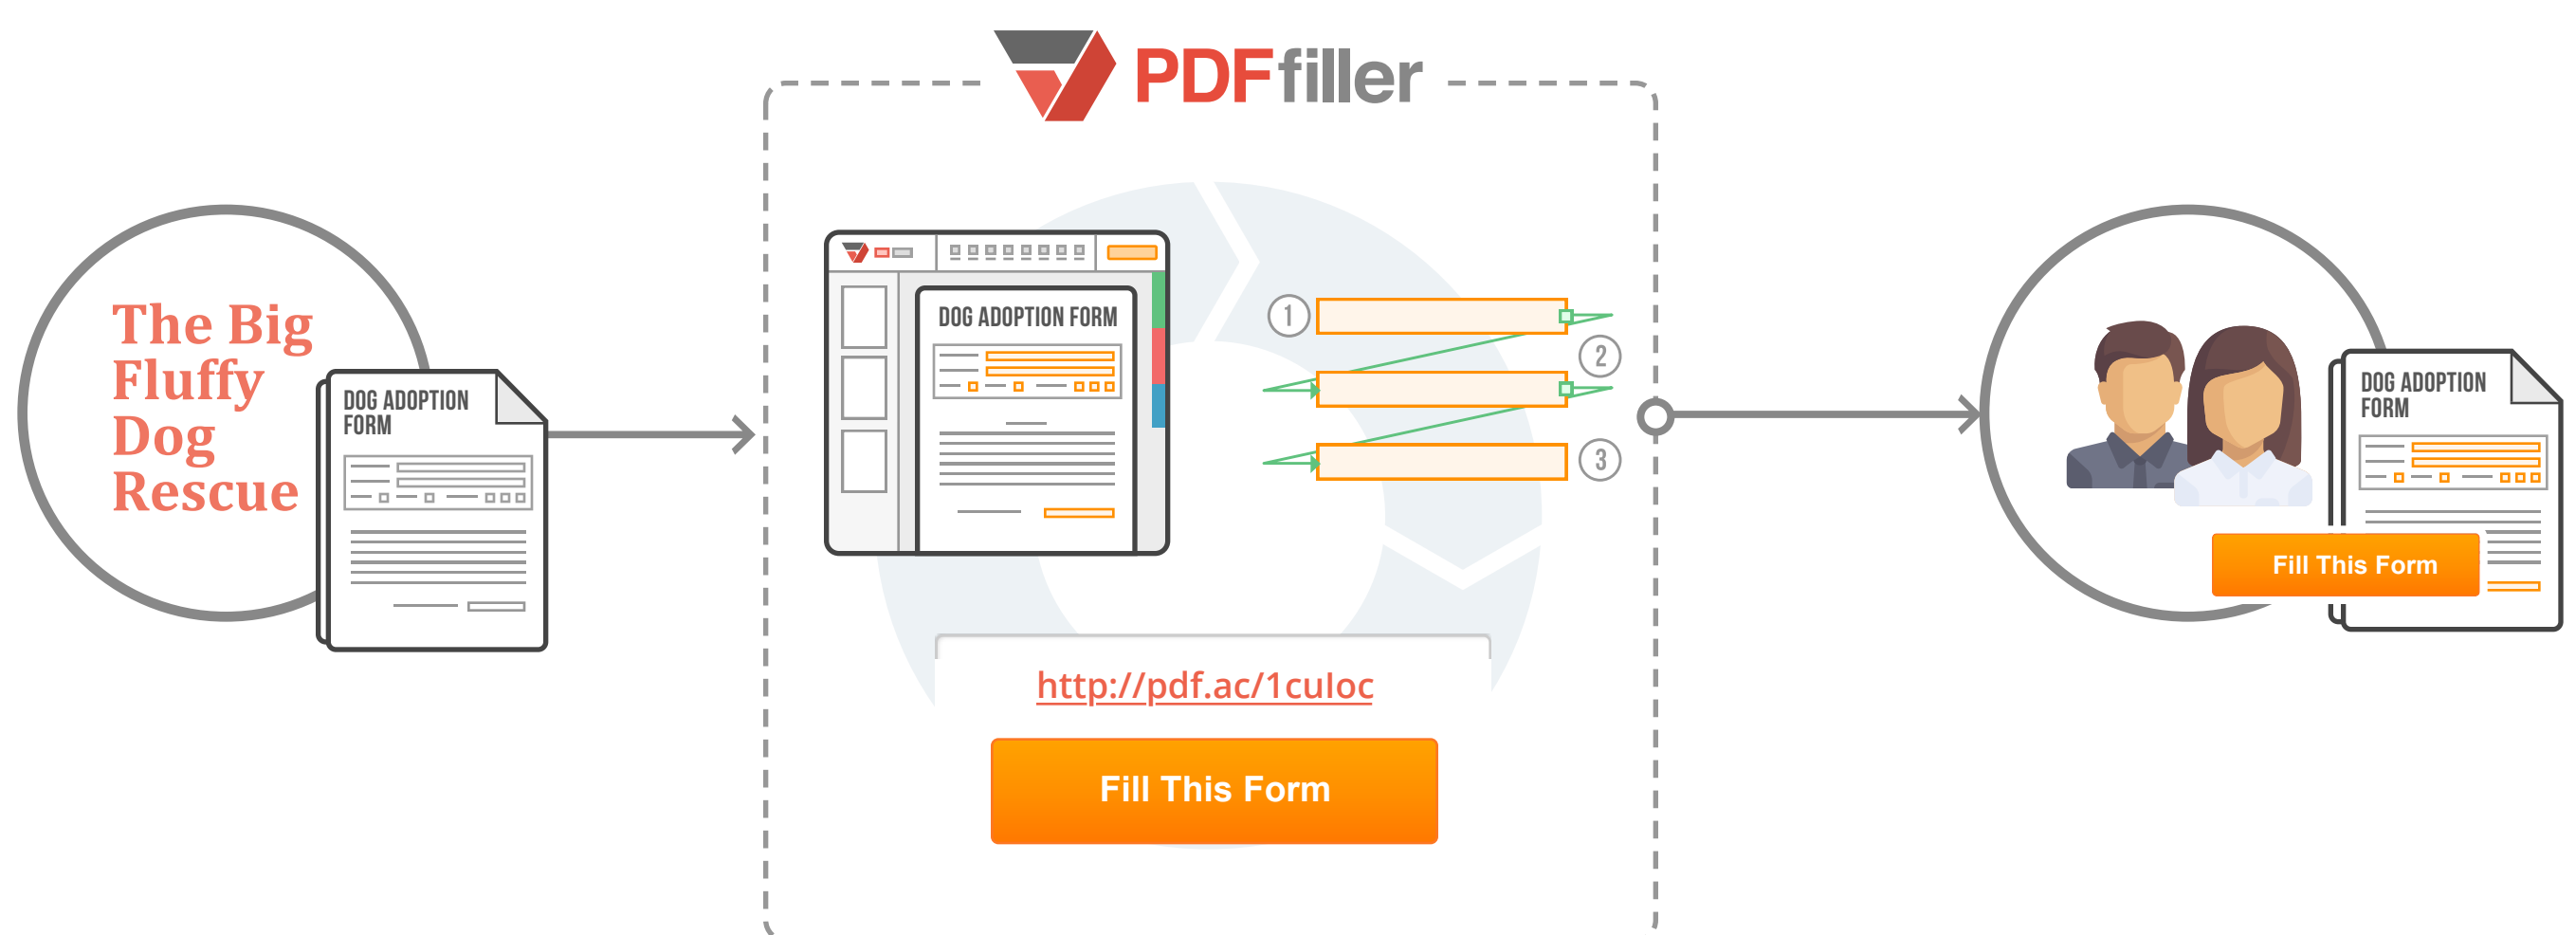 PDFfiller
The Big
Fluffy
Dog
Rescue
DOG ADOPTION
FORM
DOG ADOPTION FORM
1
2
3
http://pdf.ac/1culoc
Fill This Form
DOG ADOPTION
FORM
Fill This Form